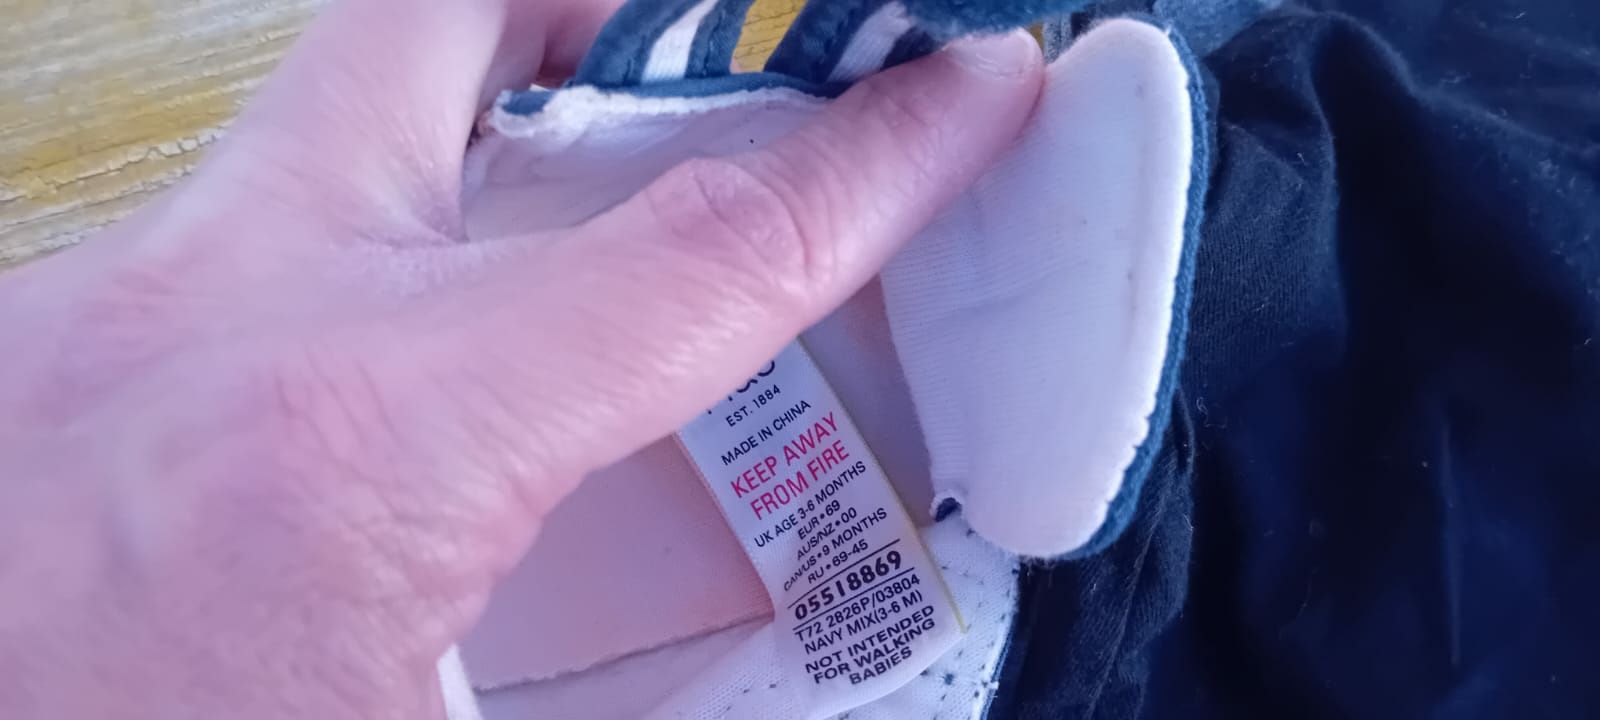 EST. 1884
MADE IN CHINA
KEEP AWAY
FROM FIRE
UK AGE 3-6 MONTHS
EUR•69
AUS/NZ•00
CAN/US•9 MONTHS
RU•69-45
05518869
T72 2826P/03804
NAVY MIX(3-6 M)
NOT INTENDED
FOR WALKING
BABIES